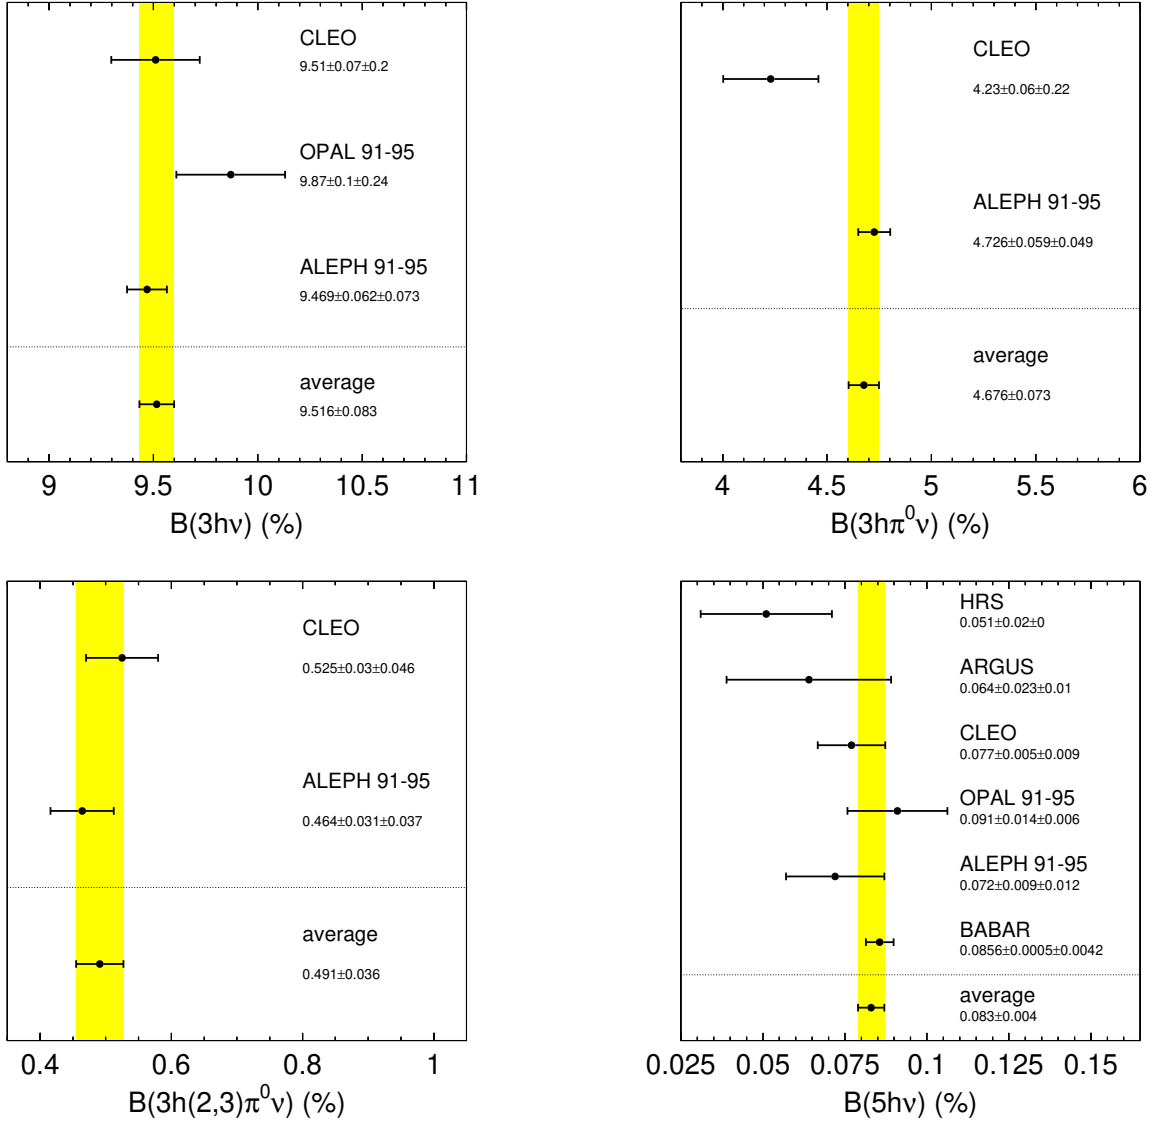 CLEO
9.51±0.07±0.2
OPAL 91-95
9.87±0.1±0.24
ALEPH 91-95
9.469±0.062±0.073
average
9.516±0.083
9 9.5 10 10.5 11
B(3hν) (%)
CLEO
4.23±0.06±0.22
ALEPH 91-95
4.726±0.059±0.049
average
4.676±0.073
4 4.5 5 5.5 6
B(3hπ⁰ν) (%)
CLEO
0.525±0.03±0.046
ALEPH 91-95
0.464±0.031±0.037
average
0.491±0.036
0.4 0.6 0.8 1
B(3h(2,3)π⁰ν) (%)
HRS
0.051±0.02±0
ARGUS
0.064±0.023±0.01
CLEO
0.077±0.005±0.009
OPAL 91-95
0.091±0.014±0.006
ALEPH 91-95
0.072±0.009±0.012
BABAR
0.0856±0.0005±0.0042
average
0.083±0.004
0.025 0.05 0.075 0.1 0.125 0.15
B(5hν) (%)